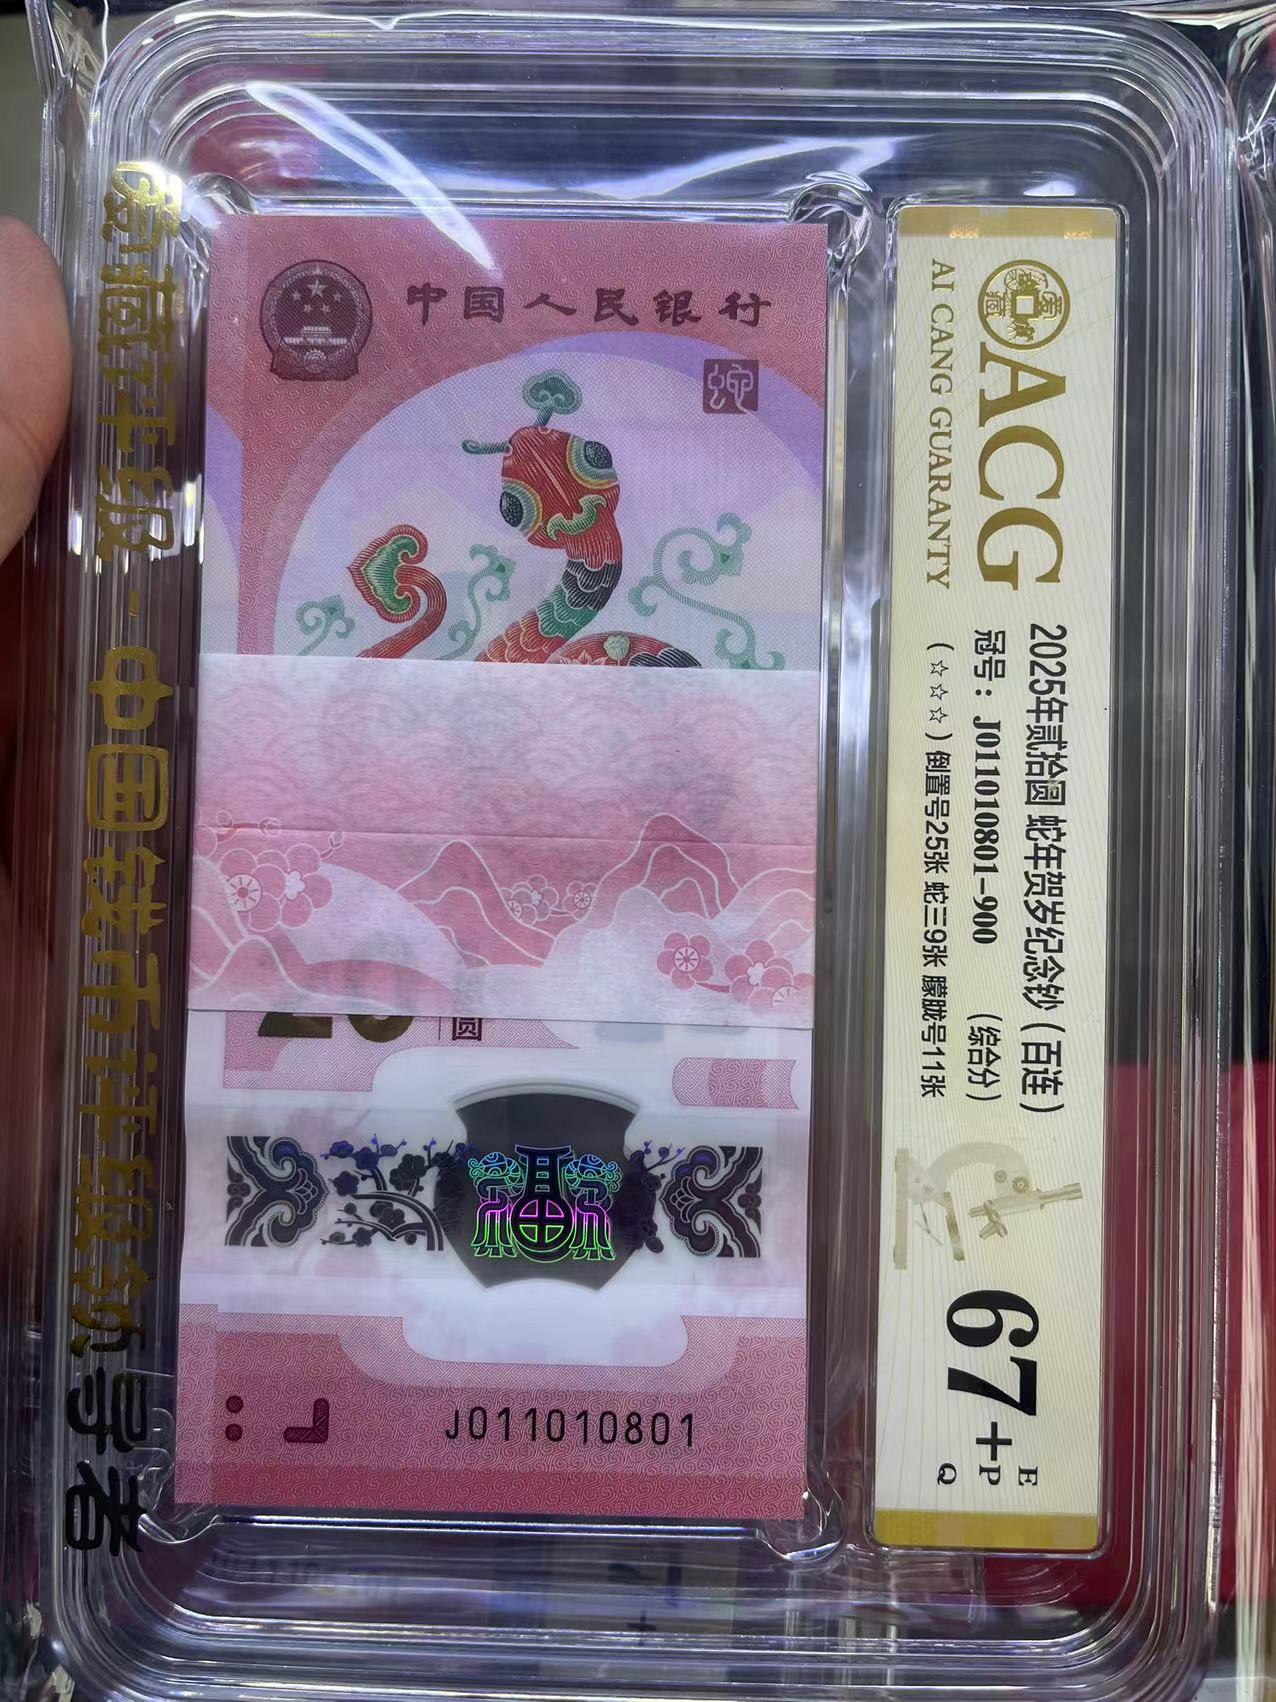 爱藏评级-中国钱币评级领导者
中国人民银行
蛇
圆
J011010801
爱藏
ACG
AI CANG GUARANTY
2025年贰拾圆 蛇年贺岁纪念钞（百连）
冠号：J011010801-900 （综合分）
（☆☆☆）倒置号25张 蛇三9张 朦胧号11张
67+
E
P
Q